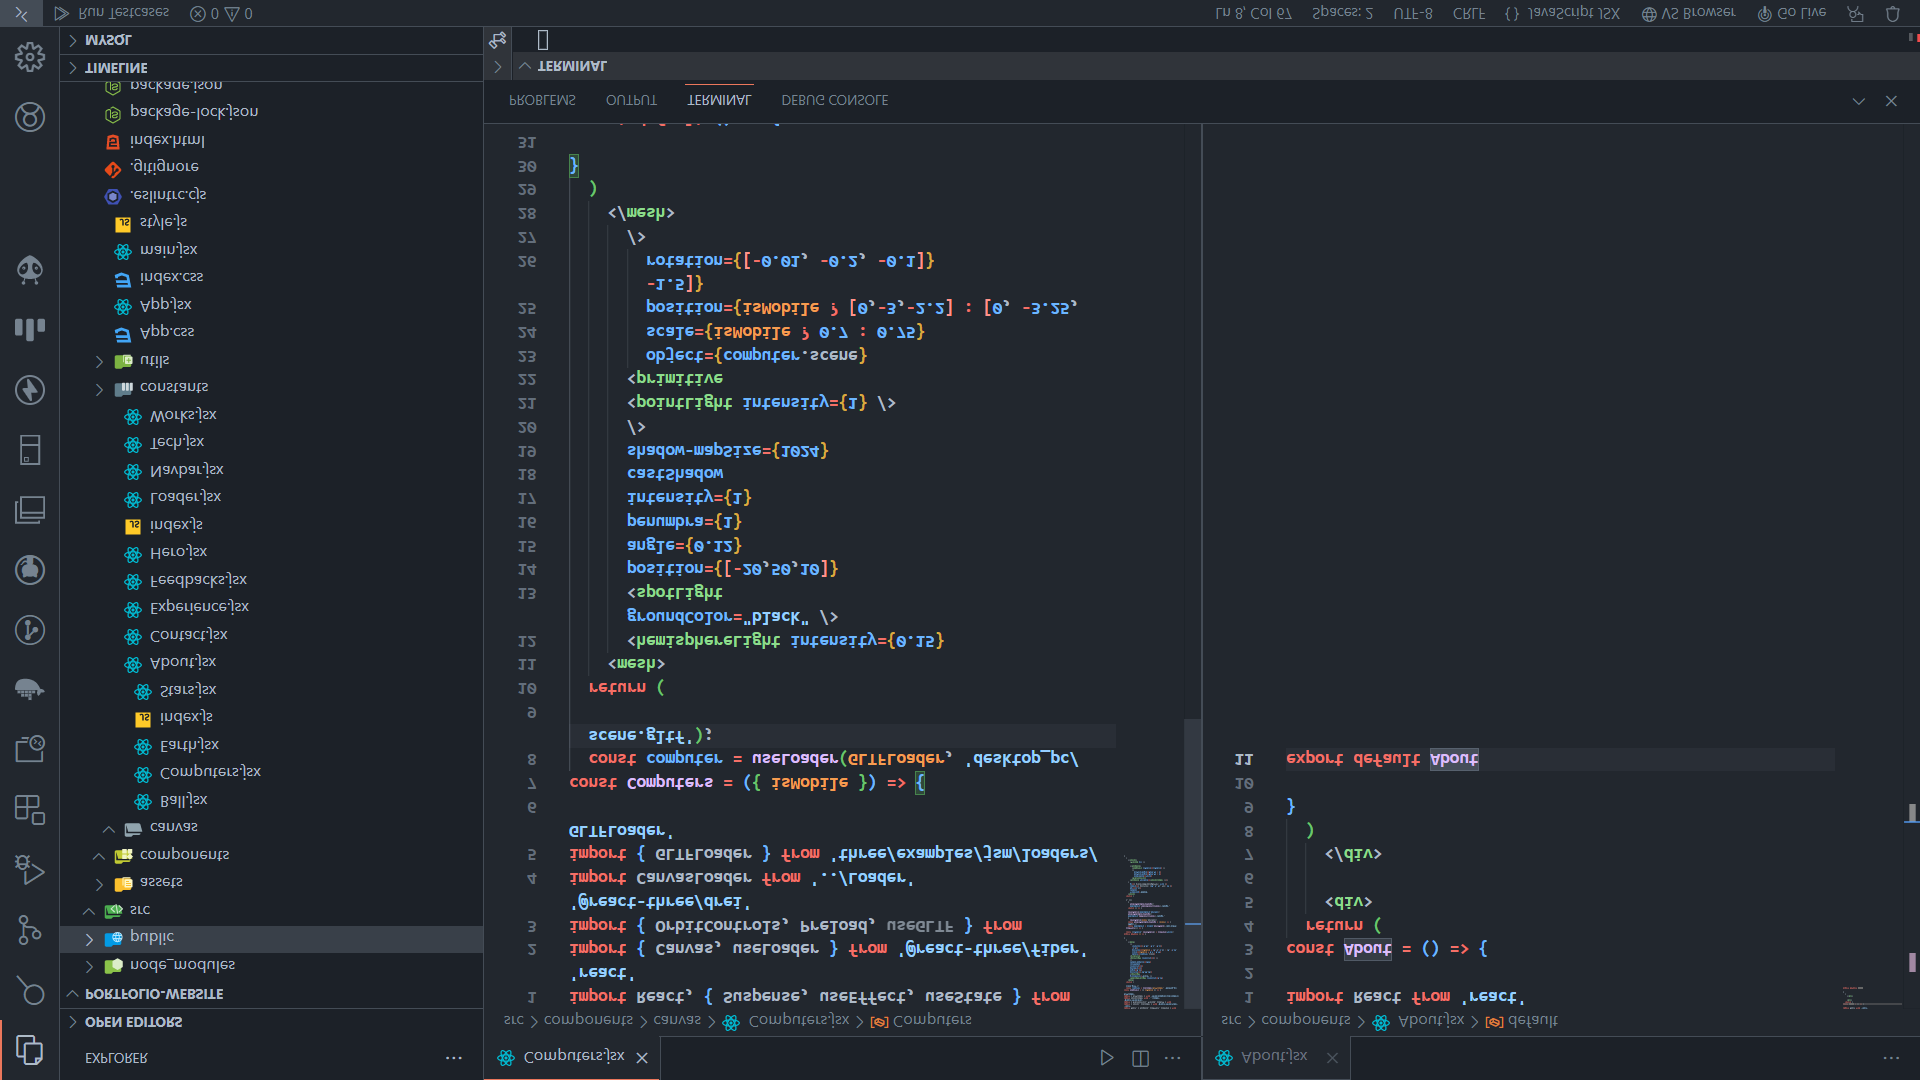 EXPLORER
OPEN EDITORS
PORTFOLIO-WEBSITE
node_modules
public
src
assets
components
canvas
Ball.jsx
Computers.jsx
Earth.jsx
index.js
Stars.jsx
About.jsx
Contact.jsx
Experience.jsx
Feedbacks.jsx
Hero.jsx
index.js
Loader.jsx
Navbar.jsx
Tech.jsx
Works.jsx
constants
utils
App.css
App.jsx
index.css
main.jsx
style.js
.eslintrc.cjs
.gitignore
index.html
package-lock.json
package.json
TIMELINE
MYSQL
Computers.jsx
src > components > canvas > Computers.jsx > Computers
1 import React, { Suspense, useEffect, useState } from
'react'
2 import { Canvas, useLoader } from '@react-three/fiber'
3 import { OrbitControls, Preload, useGLTF } from
'@react-three/drei'
4 import CanvasLoader from '../Loader'
5 import { GLTFLoader } from 'three/examples/jsm/loaders/
GLTFLoader'
6
7 const Computers = ({ isMobile }) => {
8 const computer = useLoader(GLTFLoader, 'desktop_pc/
scene.gltf');
9
10 return (
11 <mesh>
12 <hemisphereLight intensity={0.15}
groundColor="black" />
13 <spotLight
14 position={[-20,50,10]}
15 angle={0.12}
16 penumbra={1}
17 intensity={1}
18 castShadow
19 shadow-mapSize={1024}
20 />
21 <pointLight intensity={1} />
22 <primitive
23 object={computer.scene}
24 scale={isMobile ? 0.7 : 0.75}
25 position={isMobile ? [0,-3,-2.2] : [0, -3.25,
-1.5]}
26 rotation={[-0.01, -0.2, -0.1]}
27 />
28 </mesh>
29 )
30 }
31
About.jsx
src > components > About.jsx > default
1 import React from 'react'
2
3 const About = () => {
4 return (
5 <div>
6
7 </div>
8 )
9 }
10
11 export default About
PROBLEMS OUTPUT TERMINAL DEBUG CONSOLE
TERMINAL
Run Testcases 0 0 Ln 8, Col 67 Spaces: 2 UTF-8 CRLF {} JavaScript JSX VS Browser Go Live